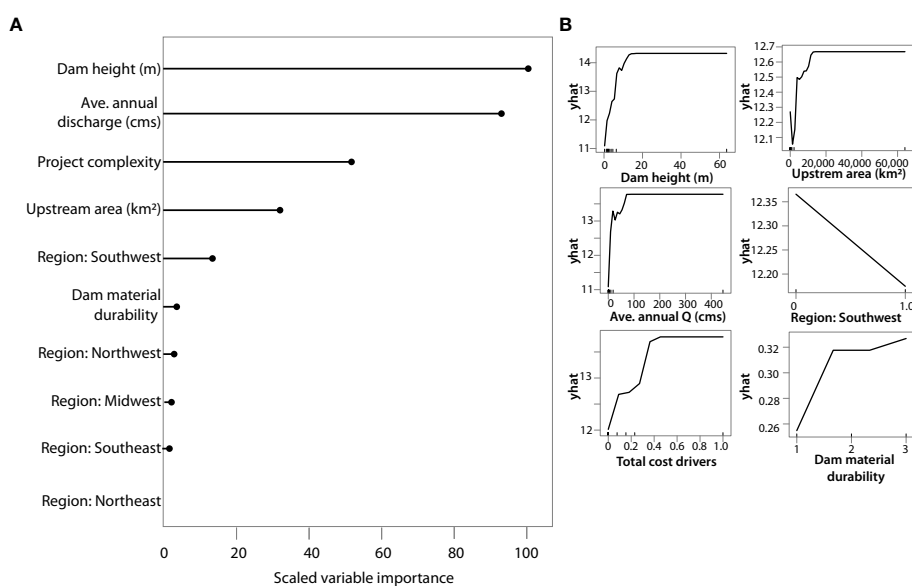 A
Dam height (m)
Ave. annual
discharge (cms)
Project complexity
Upstream area (km²)
Region: Southwest
Dam material
durability
Region: Northwest
Region: Midwest
Region: Southeast
Region: Northeast
0 20 40 60 80 100
Scaled variable importance
B
yhat
14
13
12
11
0 20 40 60
Dam height (m)
yhat
12.7
12.6
12.5
12.4
12.3
12.2
12.1
0 20,000 40,000 60,000
Upstrem area (km²)
yhat
13
12
11
0 100 200 300 400
Ave. annual Q (cms)
yhat
12.35
12.30
12.25
12.20
0 1.0
Region: Southwest
yhat
13
12
0 0.2 0.4 0.6 0.8 1.0
Total cost drivers
yhat
0.32
0.30
0.28
0.26
1 2 3
Dam material
durability